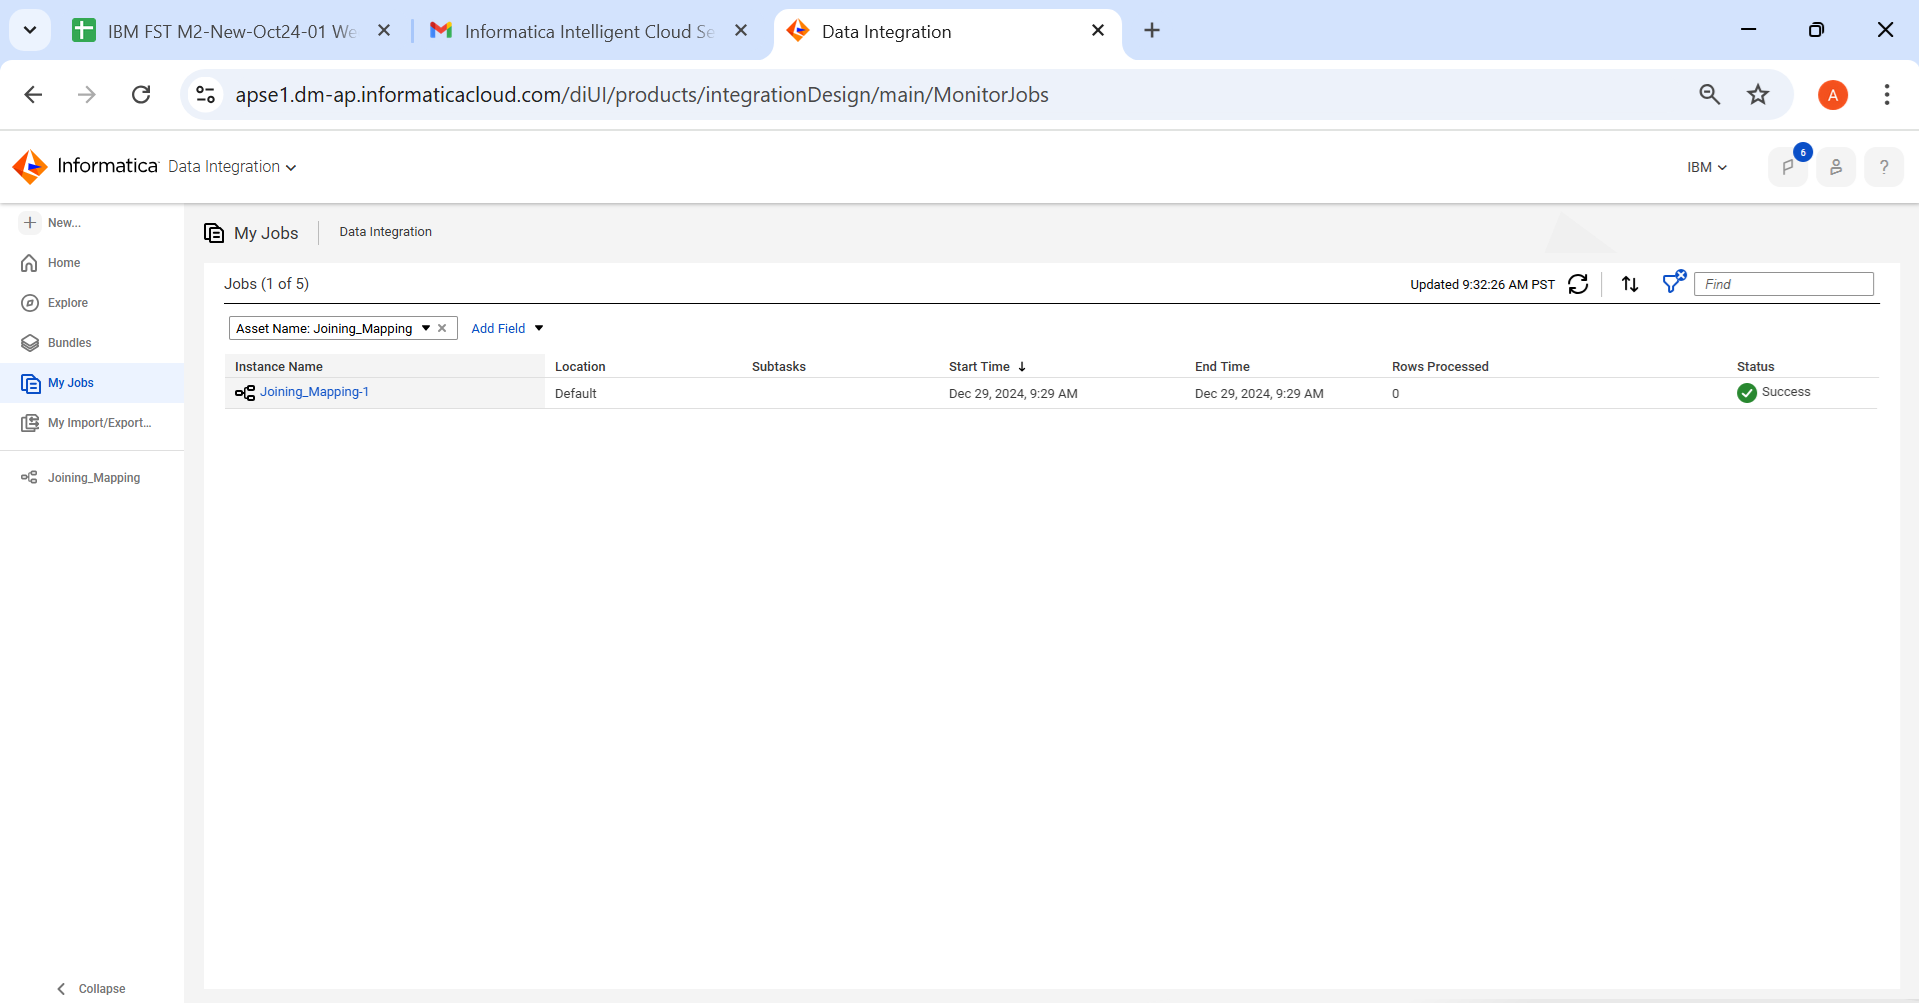 IBM FST M2-New-Oct24-01 We
Informatica Intelligent Cloud Se
Data Integration
apse1.dm-ap.informaticacloud.com/diUI/products/integrationDesign/main/MonitorJobs
A
Informatica Data Integration
IBM
6
?
New...
Home
Explore
Bundles
My Jobs
My Import/Export...
Joining_Mapping
Collapse
My Jobs
Data Integration
Jobs (1 of 5)
Updated 9:32:26 AM PST
Find
Asset Name: Joining_Mapping
Add Field
Instance Name Location Subtasks Start Time End Time Rows Processed Status
Joining_Mapping-1 Default Dec 29, 2024, 9:29 AM Dec 29, 2024, 9:29 AM 0 Success